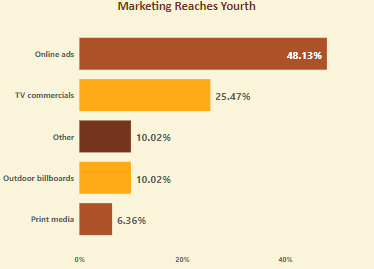 Marketing Reaches Yourth
Online ads 48.13%
TV commercials 25.47%
Other 10.02%
Outdoor billboards 10.02%
Print media 6.36%
0% 20% 40%